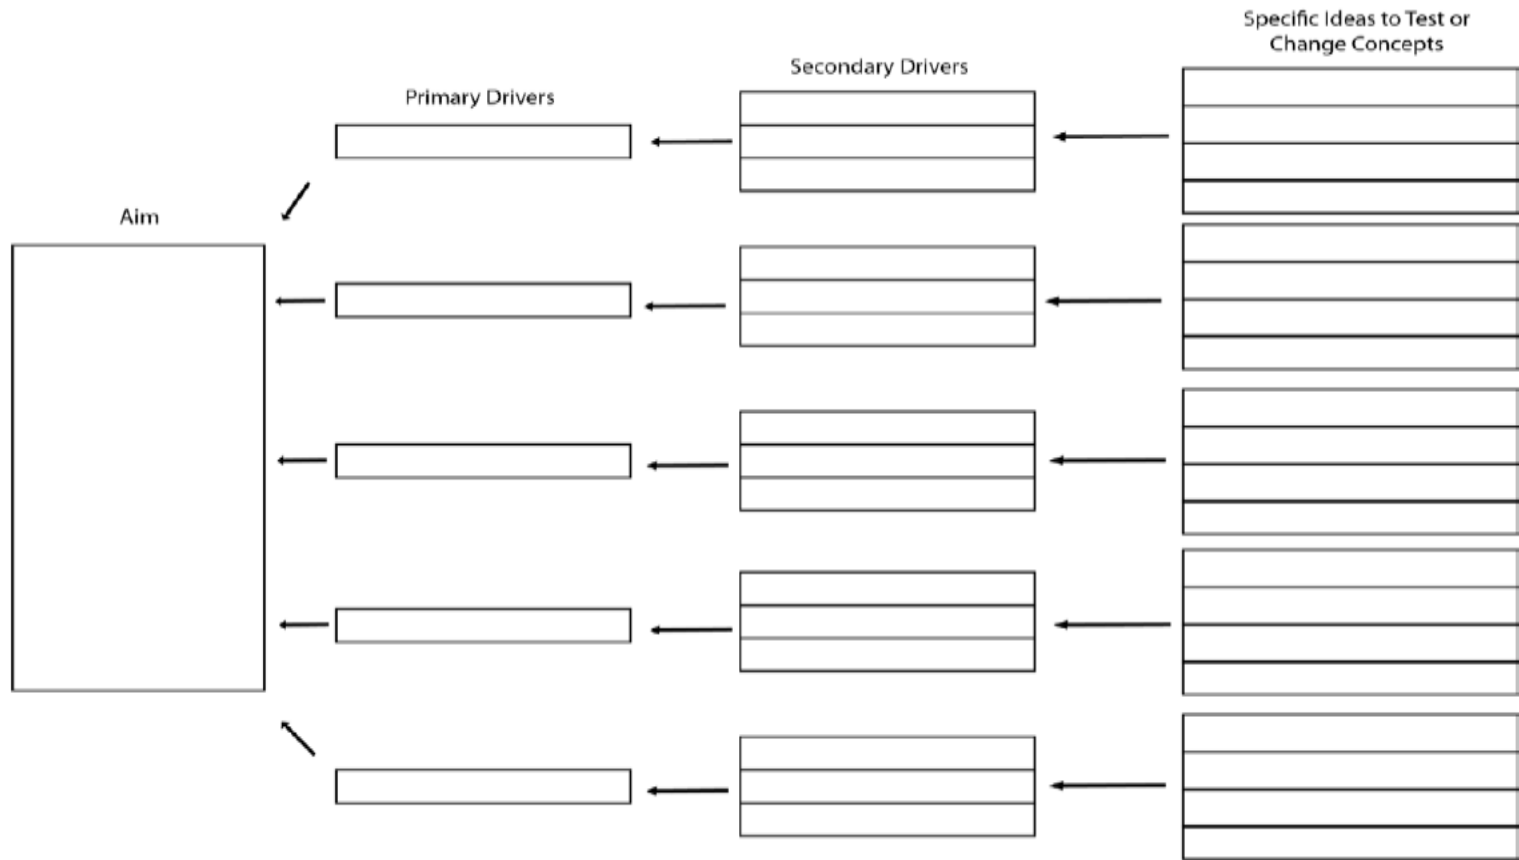 Specific Ideas to Test or
Change Concepts
Secondary Drivers
Primary Drivers
Aim